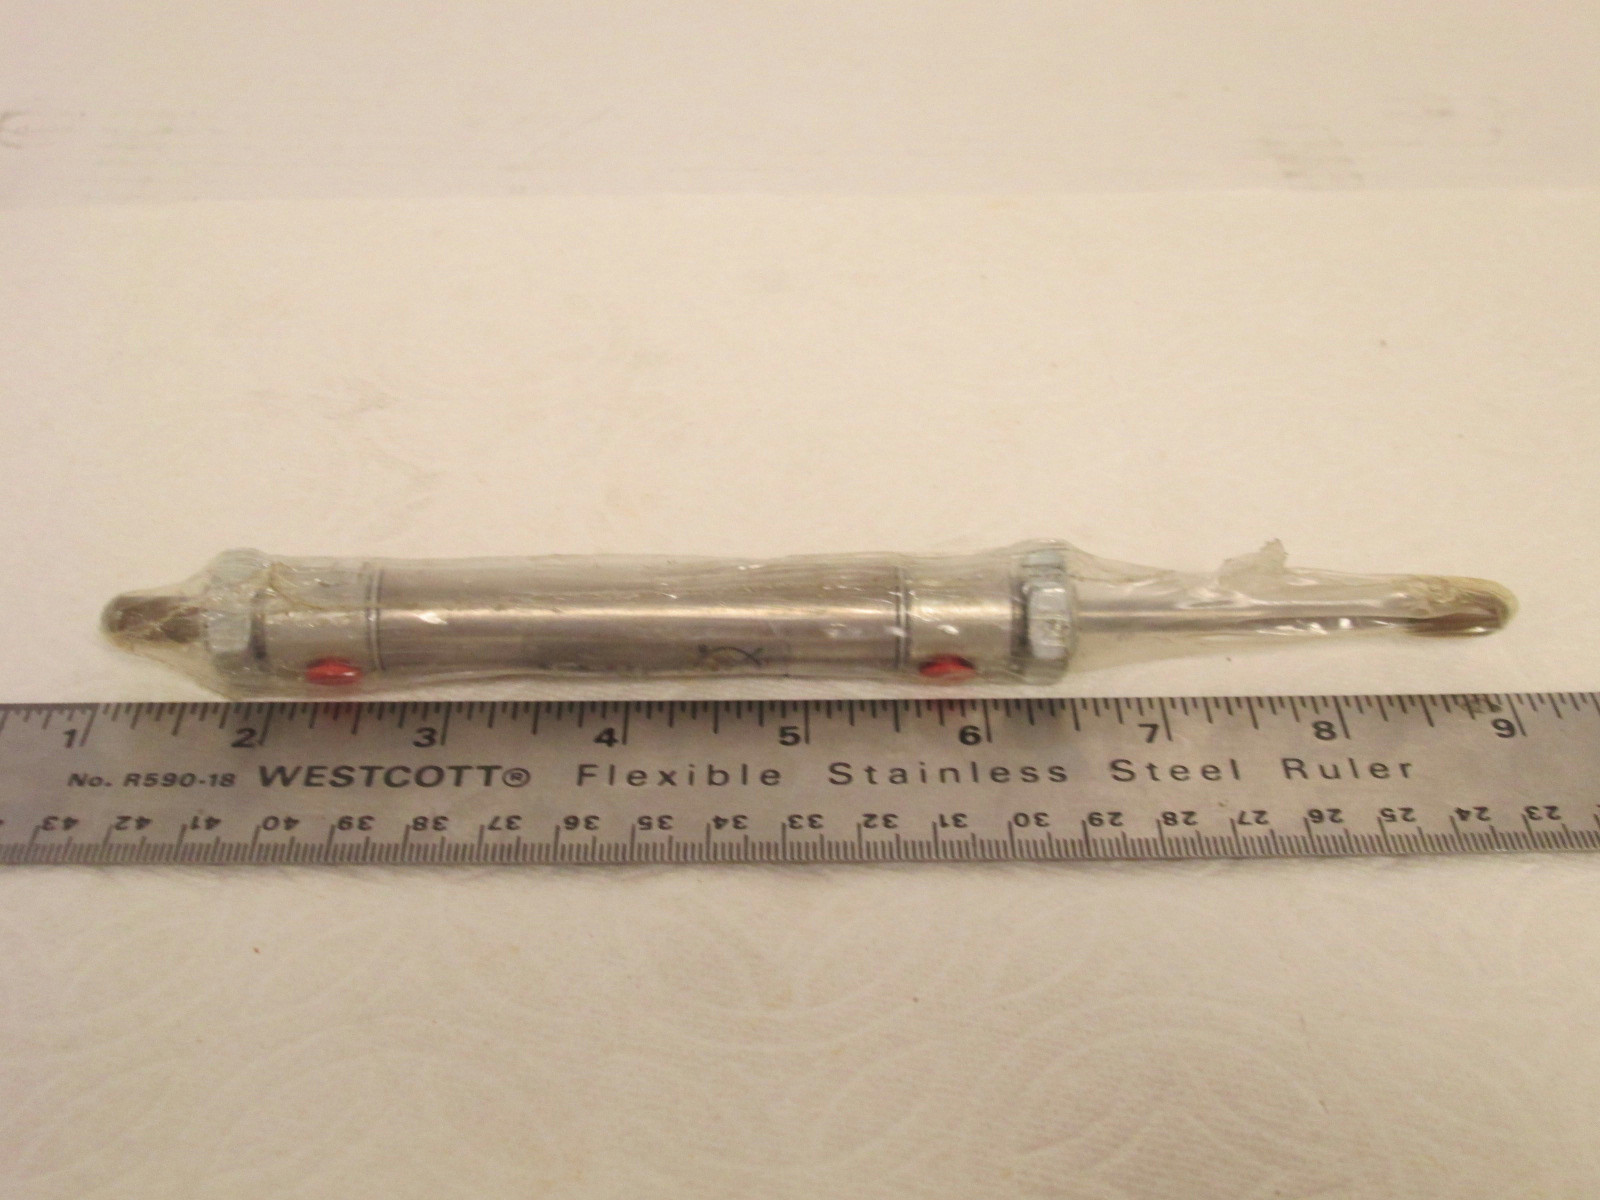 1 2 3 4 5 6 7 8 9
No. R590-18 WESTCOTT® Flexible Stainless Steel Ruler
43 42 41 40 39 38 37 36 35 34 33 32 31 30 29 28 27 26 25 24 23